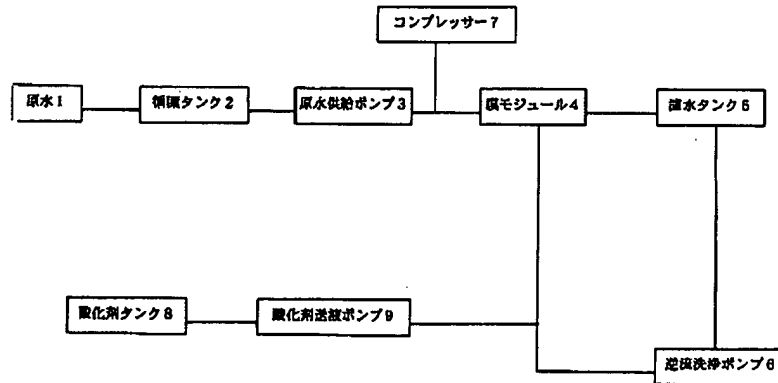 コンプレッサー7
原水1
循環タンク2
原水供給ポンプ3
膜モジュール4
濾水タンク5
酸化剤タンク8
酸化剤送液ポンプ9
逆流洗浄ポンプ6